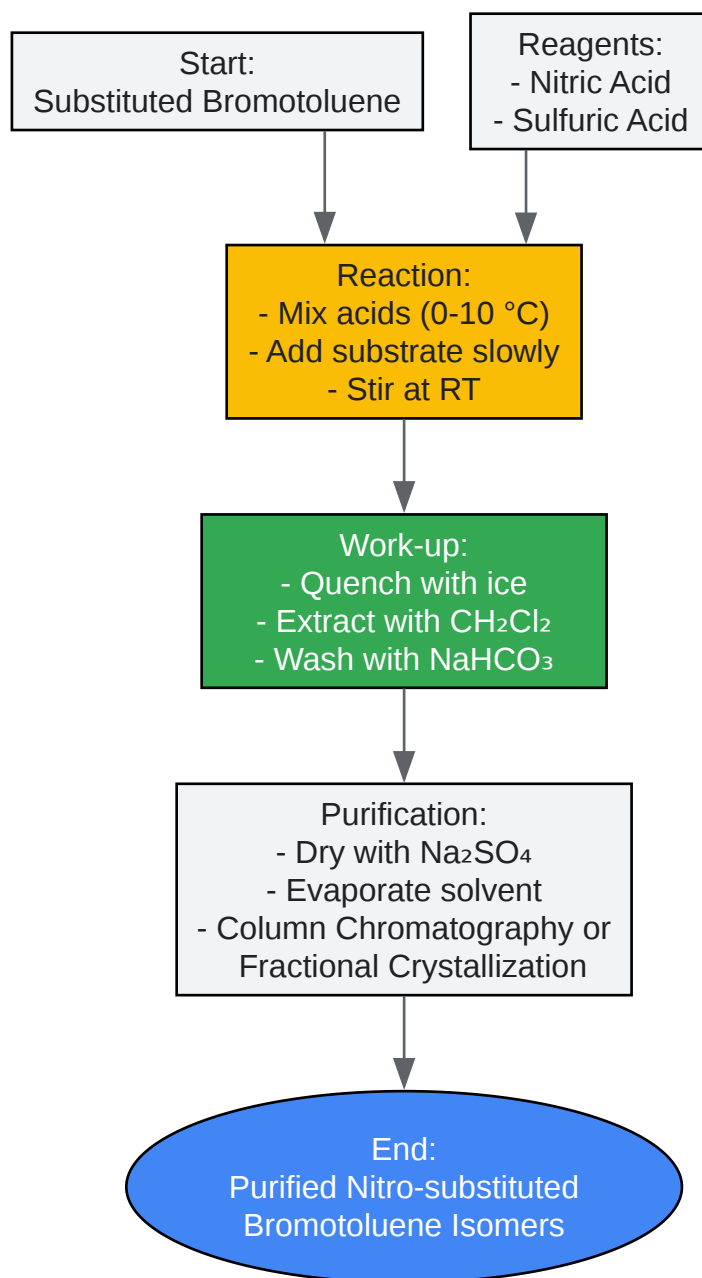 Start:
Substituted Bromotoluene
Reagents:
- Nitric Acid
- Sulfuric Acid
Reaction:
- Mix acids (0-10 °C)
- Add substrate slowly
- Stir at RT
Work-up:
- Quench with ice
- Extract with CH₂Cl₂
- Wash with NaHCO₃
Purification:
- Dry with Na₂SO₄
- Evaporate solvent
- Column Chromatography or
Fractional Crystallization
End:
Purified Nitro-substituted
Bromotoluene Isomers